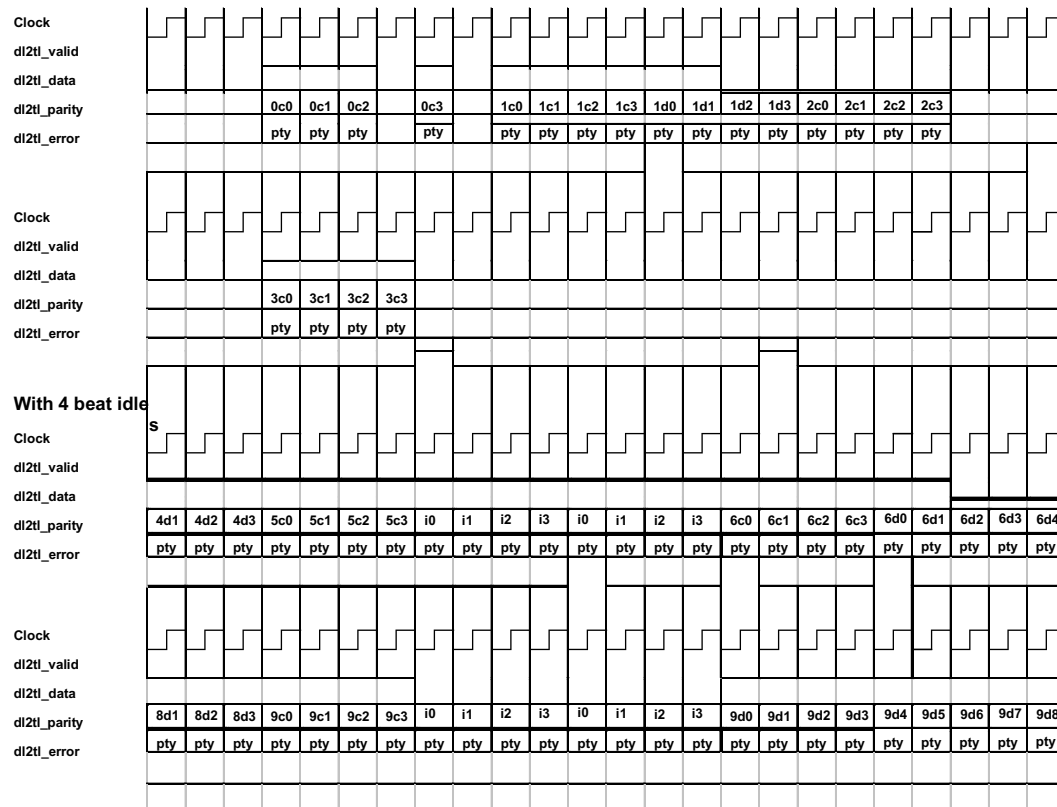 Clock
dl2tl_valid
dl2tl_data
dl2tl_parity 0c0 0c1 0c2 0c3 1c0 1c1 1c2 1c3 1d0 1d1 1d2 1d3 2c0 2c1 2c2 2c3
dl2tl_error pty pty pty pty pty pty pty pty pty pty pty pty pty pty pty pty
Clock
dl2tl_valid
dl2tl_data
dl2tl_parity 3c0 3c1 3c2 3c3
dl2tl_error pty pty pty pty
With 4 beat idle
s
Clock
dl2tl_valid
dl2tl_data
dl2tl_parity 4d1 4d2 4d3 5c0 5c1 5c2 5c3 i0 i1 i2 i3 i0 i1 i2 i3 6c0 6c1 6c2 6c3 6d0 6d1 6d2 6d3 6d4
dl2tl_error pty pty pty pty pty pty pty pty pty pty pty pty pty pty pty pty pty pty pty pty pty pty pty pty
Clock
dl2tl_valid
dl2tl_data
dl2tl_parity 8d1 8d2 8d3 9c0 9c1 9c2 9c3 i0 i1 i2 i3 i0 i1 i2 i3 9d0 9d1 9d2 9d3 9d4 9d5 9d6 9d7 9d8
dl2tl_error pty pty pty pty pty pty pty pty pty pty pty pty pty pty pty pty pty pty pty pty pty pty pty pty